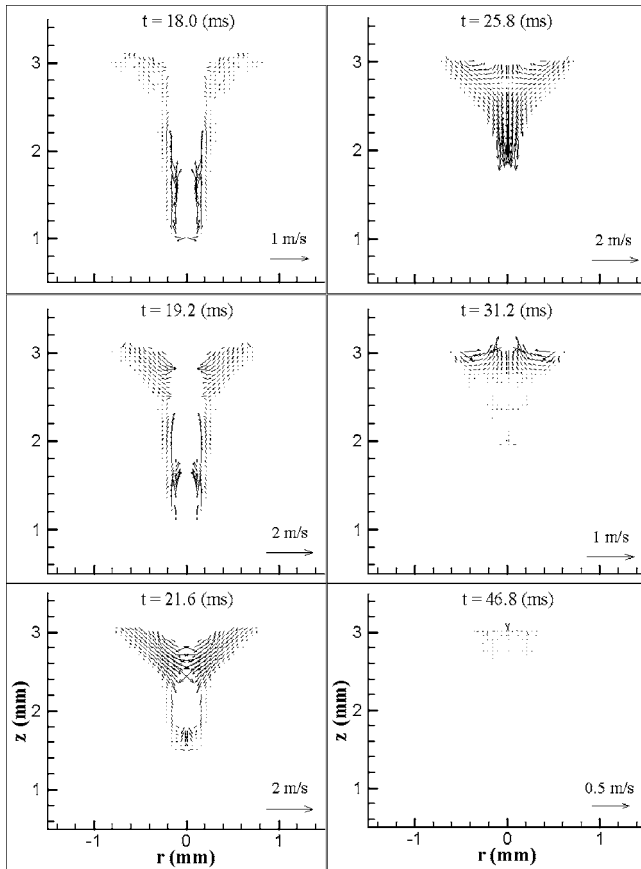 t = 18.0 (ms)
3
2
1
1 m/s
t = 25.8 (ms)
3
2
1
2 m/s
t = 19.2 (ms)
3
2
1
2 m/s
t = 31.2 (ms)
3
2
1
1 m/s
t = 21.6 (ms)
3
2
1
z (mm)
2 m/s
-1 0 1
r (mm)
t = 46.8 (ms)
3
2
1
z (mm)
0.5 m/s
-1 0 1
r (mm)